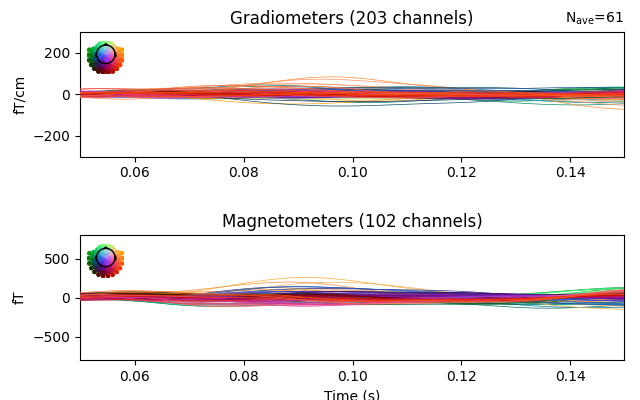 Gradiometers (203 channels)
Nave=61
200
0
−200
fT/cm
0.06 0.08 0.10 0.12 0.14
Magnetometers (102 channels)
500
0
−500
fT
0.06 0.08 0.10 0.12 0.14
Time (s)